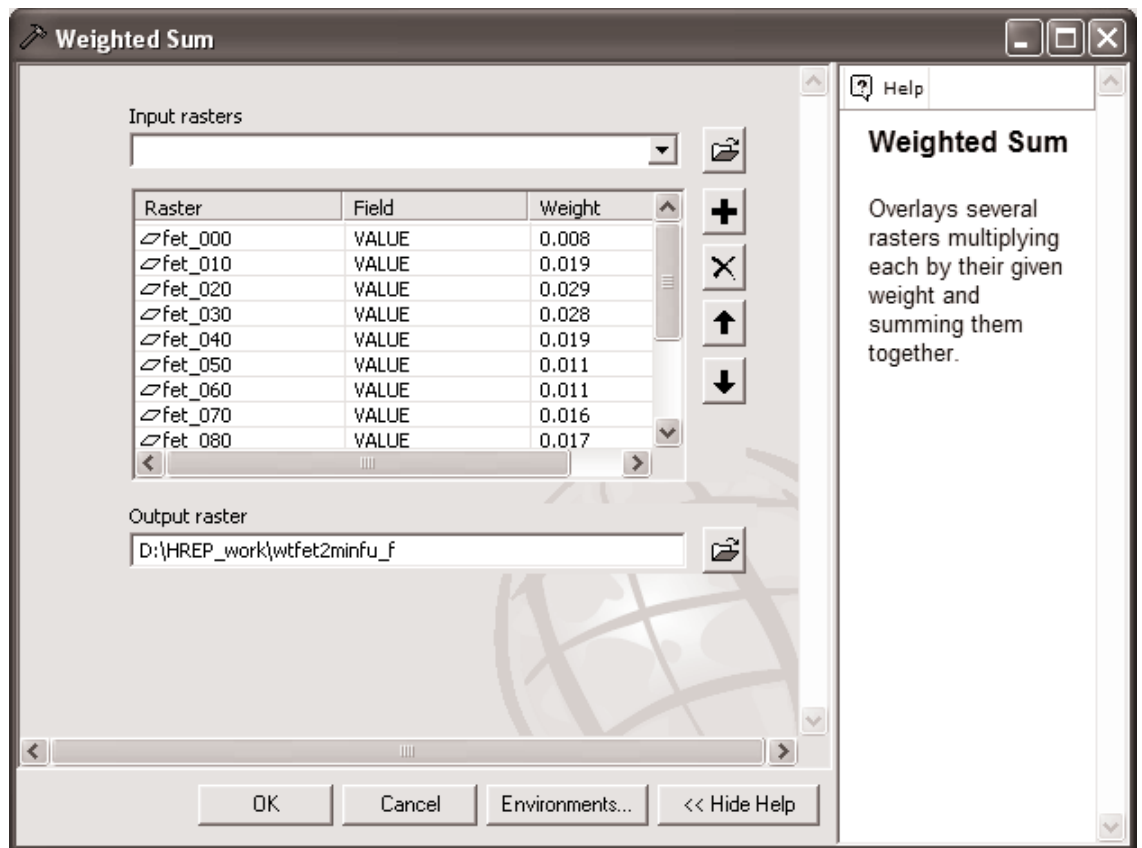 Weighted Sum
Input rasters
Raster Field Weight
fet_000 VALUE 0.008
fet_010 VALUE 0.019
fet_020 VALUE 0.029
fet_030 VALUE 0.028
fet_040 VALUE 0.019
fet_050 VALUE 0.011
fet_060 VALUE 0.011
fet_070 VALUE 0.016
fet_080 VALUE 0.017
Output raster
D:\HREP_work\wtfet2minfu_f
OK Cancel Environments... << Hide Help
Help
Weighted Sum
Overlays several
rasters multiplying
each by their given
weight and
summing them
together.